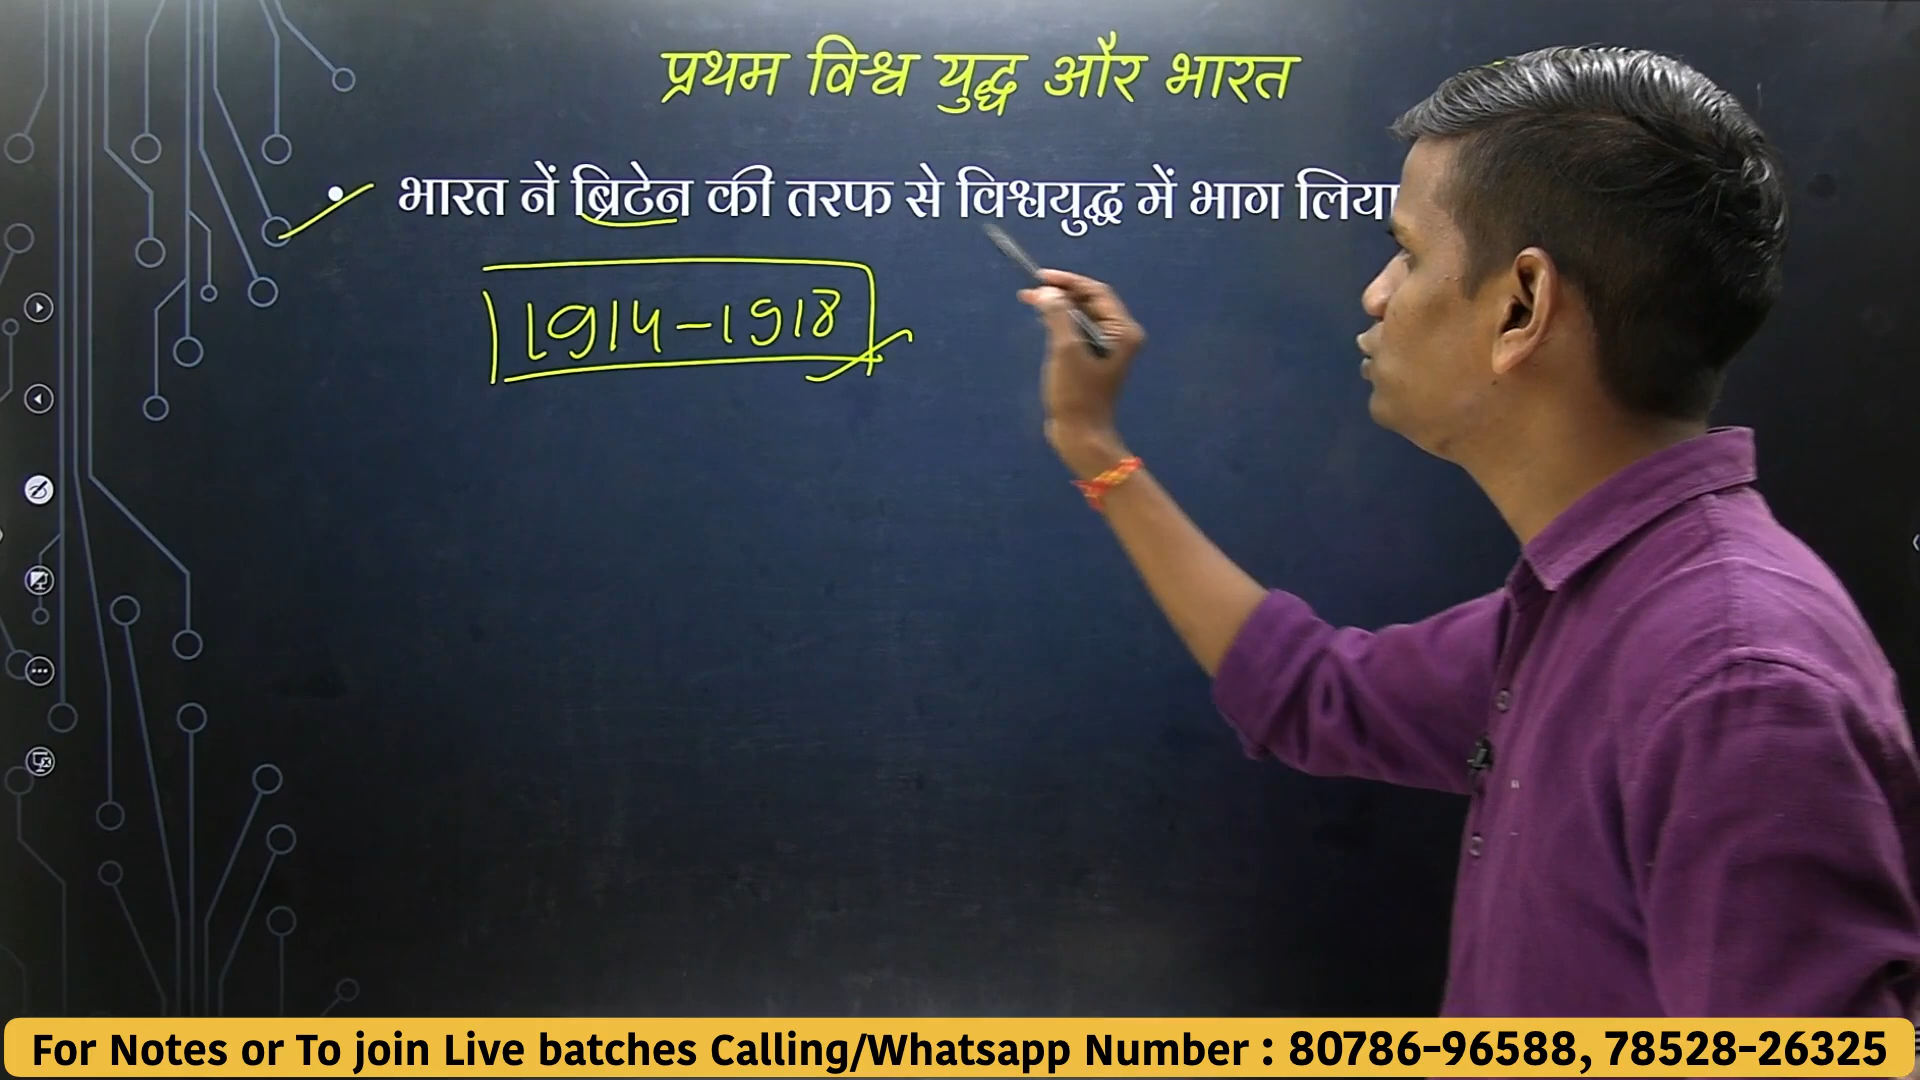 प्रथम विश्व युद्ध और भारत
• भारत नें ब्रिटेन की तरफ से विश्वयुद्ध में भाग लिया
1914-1918
For Notes or To join Live batches Calling/Whatsapp Number : 80786-96588, 78528-26325